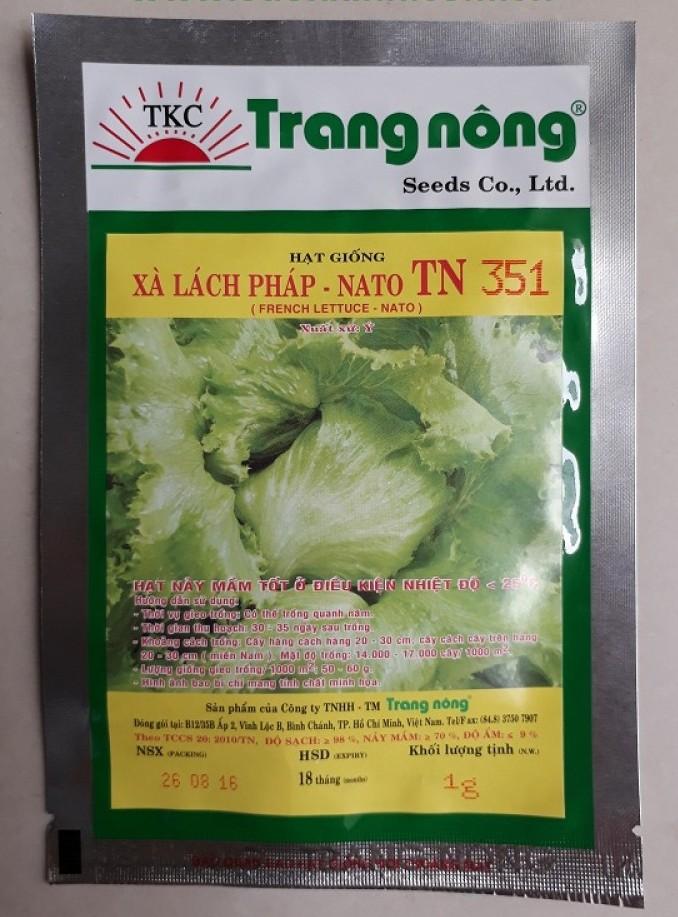 TKC
Trang nông®
Seeds Co., Ltd.
HẠT GIỐNG
XÀ LÁCH PHÁP - NATO TN 351
( FRENCH LETTUCE - NATO )
Xuất xứ: Ý
HẠT NẢY MẦM TỐT Ở ĐIỀU KIỆN NHIỆT ĐỘ < 25°C
Hướng dẫn sử dụng:
- Thời vụ gieo trồng: Có thể trồng quanh năm.
- Thời gian thu hoạch: 30 - 35 ngày sau trồng
- Khoảng cách trồng: Cây hàng cách hàng 20 - 30 cm, cây cách cây trên hàng
20 - 30 cm ( miền Nam ). Mật độ trồng: 14.000 - 17.000 cây/ 1000 m².
- Lượng giống gieo trồng/ 1000 m²: 50 - 60 g.
- Hình ảnh bao bì chỉ mang tính chất minh họa.
Sản phẩm của Công ty TNHH - TM Trang nông®
Đóng gói tại: B12/35B Ấp 2, Vĩnh Lộc B, Bình Chánh, TP. Hồ Chí Minh, Việt Nam. Tel/Fax: (84.8) 3750 7907
Theo TCCS 20: 2010/TN, ĐỘ SẠCH: ≥ 98 %, NẢY MẦM: ≥ 70 %, ĐỘ ẨM: ≤ 9 %
NSX (PACKING) HSD (EXPIRY) Khối lượng tịnh (N.W.)
26 08 16 18 tháng (months) 1g